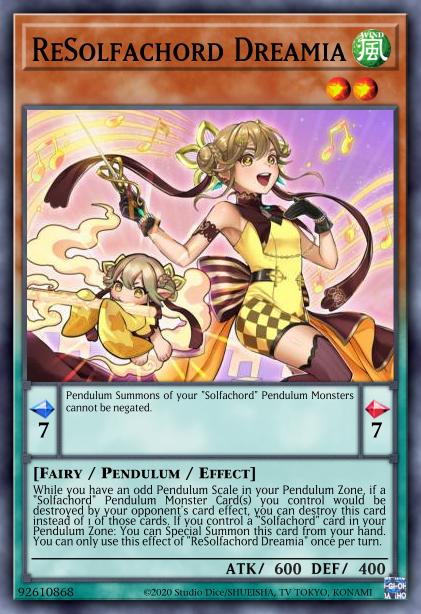 ReSolfachord Dreamia
WIND
風
Pendulum Summons of your "Solfachord" Pendulum Monsters
cannot be negated.
7
7
[Fairy / Pendulum / Effect]
While you have an odd Pendulum Scale in your Pendulum Zone, if a
"Solfachord" Pendulum Monster Card(s) you control would be
destroyed by your opponent's card effect, you can destroy this card
instead of 1 of those cards. If you control a "Solfachord" card in your
Pendulum Zone: You can Special Summon this card from your hand.
You can only use this effect of "ReSolfachord Dreamia" once per turn.
ATK/ 600 DEF/ 400
92610868
©2020 Studio Dice/SHUEISHA, TV TOKYO, KONAMI